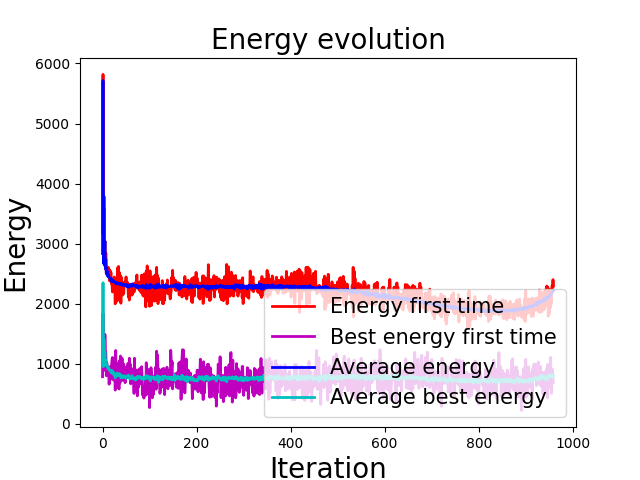 Energy evolution
6000
5000
4000
3000
2000
1000
0
Energy
Energy first time
Best energy first time
Average energy
Average best energy
0 200 400 600 800 1000
Iteration